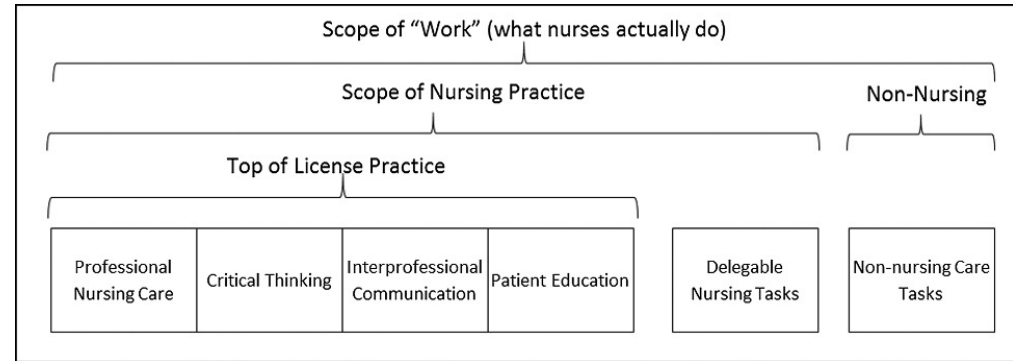 Scope of “Work” (what nurses actually do)
Scope of Nursing Practice
Non-Nursing
Top of License Practice
Professional
Nursing Care
Critical Thinking
Interprofessional
Communication
Patient Education
Delegable
Nursing Tasks
Non-nursing Care
Tasks